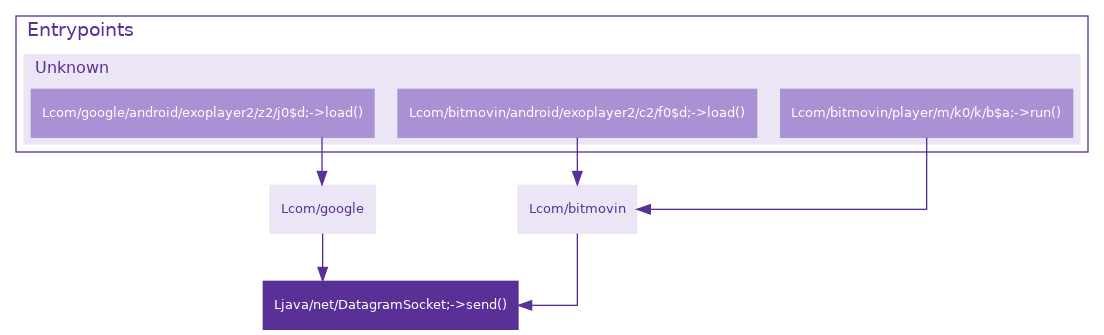 Entrypoints
Unknown
Lcom/google/android/exoplayer2/z2/j0$d;->load()
Lcom/bitmovin/android/exoplayer2/c2/f0$d;->load()
Lcom/bitmovin/player/m/k0/k/b$a;->run()
Lcom/google
Lcom/bitmovin
Ljava/net/DatagramSocket;->send()